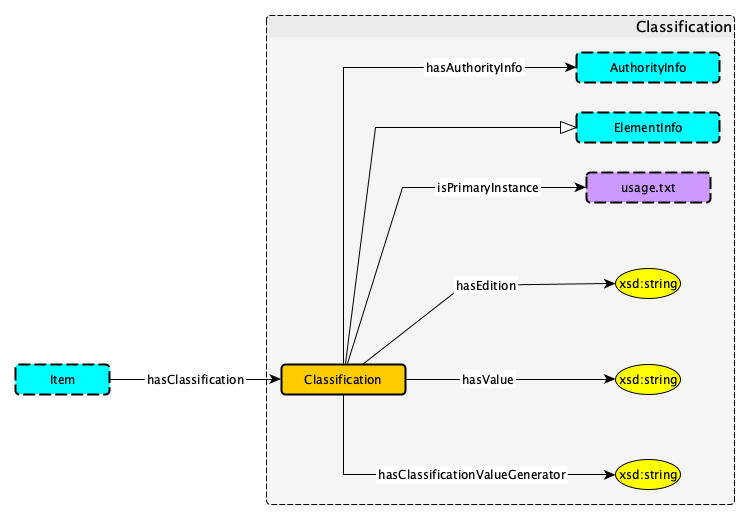 Classification
hasAuthorityInfo
AuthorityInfo
ElementInfo
isPrimaryInstance
usage.txt
hasEdition
xsd:string
Item
hasClassification
Classification
hasValue
xsd:string
hasClassificationValueGenerator
xsd:string